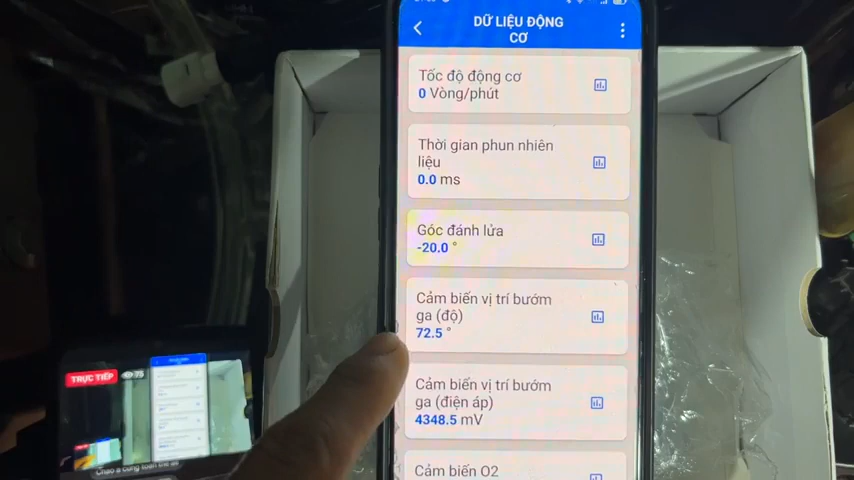 DỮ LIỆU ĐỘNG
CƠ
Tốc độ động cơ
0 Vòng/phút
Thời gian phun nhiên
liệu
0.0 ms
Góc đánh lửa
-20.0 °
Cảm biến vị trí bướm
ga (độ)
72.5 °
Cảm biến vị trí bướm
ga (điện áp)
4348.5 mV
Cảm biến O2
TRỰC TIẾP 75